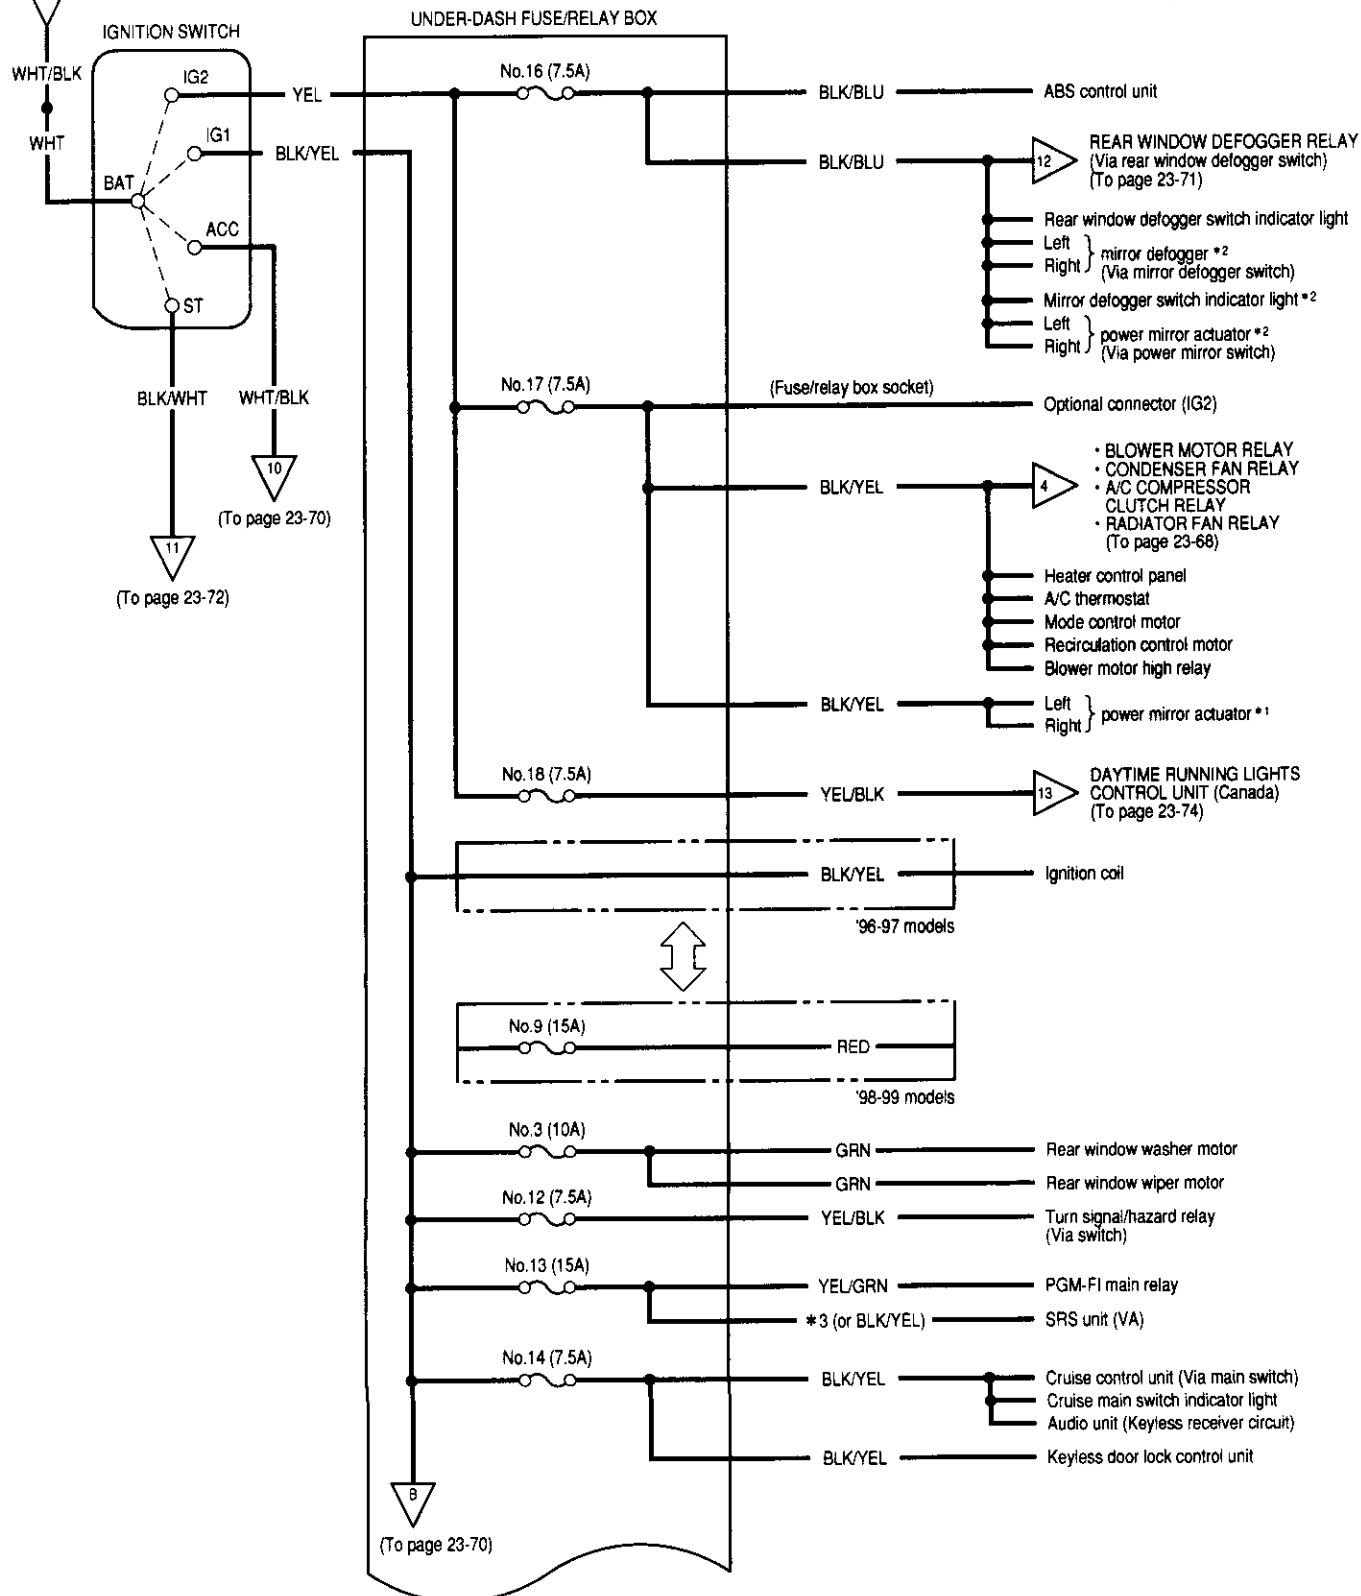 UNDER-DASH FUSE/RELAY BOX
IGNITION SWITCH
WHT/BLK
WHT
IG2
IG1
BAT
ACC
ST
YEL
BLK/YEL
BLK/WHT
WHT/BLK
10
(To page 23-70)
11
(To page 23-72)
No.16 (7.5A)
BLK/BLU
ABS control unit
BLK/BLU
12
REAR WINDOW DEFOGGER RELAY
(Via rear window defogger switch)
(To page 23-71)
Rear window defogger switch indicator light
Left
Right
mirror defogger *2
(Via mirror defogger switch)
Mirror defogger switch indicator light *2
Left
Right
power mirror actuator *2
(Via power mirror switch)
No.17 (7.5A)
(Fuse/relay box socket)
Optional connector (IG2)
BLK/YEL
4
· BLOWER MOTOR RELAY
· CONDENSER FAN RELAY
· A/C COMPRESSOR
CLUTCH RELAY
· RADIATOR FAN RELAY
(To page 23-68)
Heater control panel
A/C thermostat
Mode control motor
Recirculation control motor
Blower motor high relay
BLK/YEL
Left
Right
power mirror actuator *1
No.18 (7.5A)
YEL/BLK
13
DAYTIME RUNNING LIGHTS
CONTROL UNIT (Canada)
(To page 23-74)
BLK/YEL
Ignition coil
'96-97 models
No.9 (15A)
RED
'98-99 models
No.3 (10A)
GRN
Rear window washer motor
GRN
Rear window wiper motor
No.12 (7.5A)
YEL/BLK
Turn signal/hazard relay
(Via switch)
No.13 (15A)
YEL/GRN
PGM-FI main relay
*3 (or BLK/YEL)
SRS unit (VA)
No.14 (7.5A)
BLK/YEL
Cruise control unit (Via main switch)
Cruise main switch indicator light
Audio unit (Keyless receiver circuit)
BLK/YEL
Keyless door lock control unit
(To page 23-70)